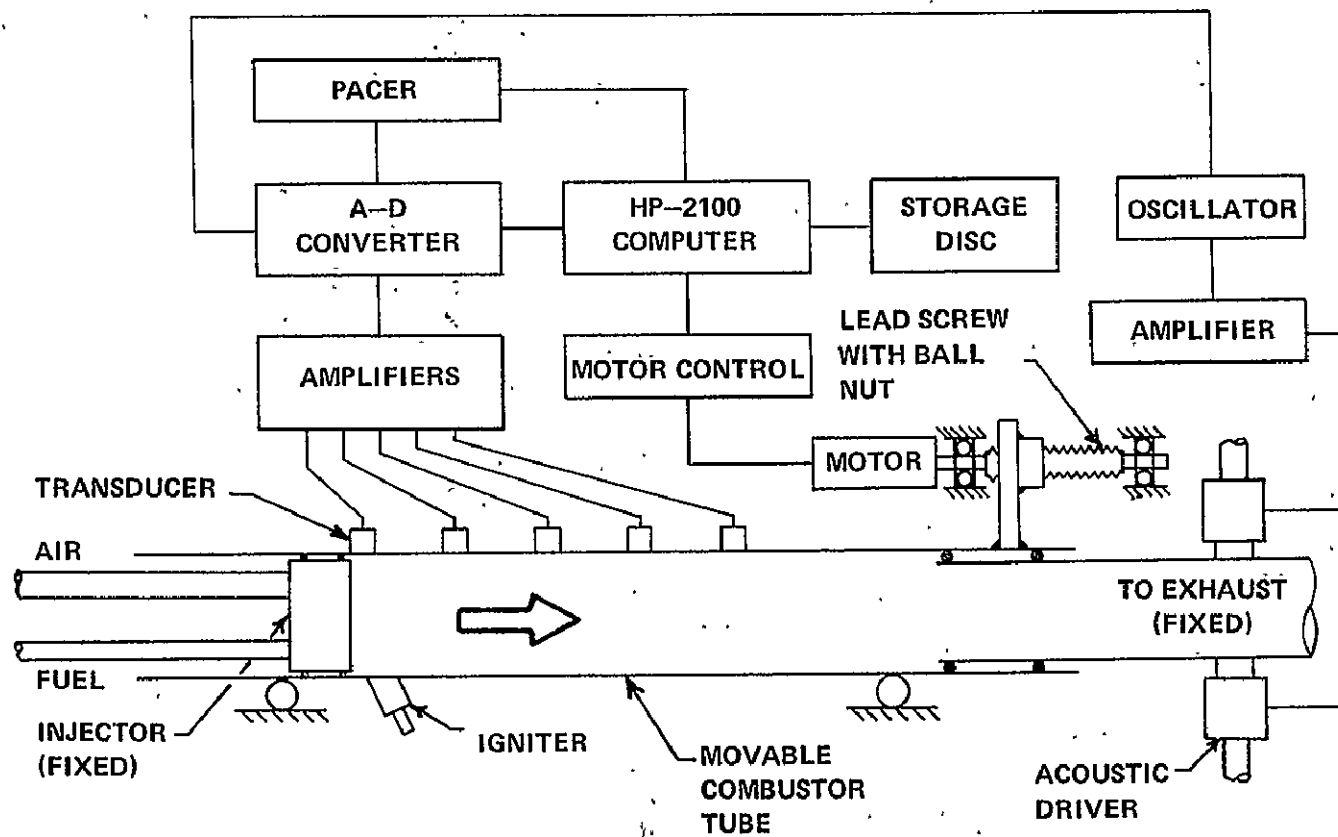 PACER
A–D
CONVERTER
HP–2100
COMPUTER
STORAGE
DISC
OSCILLATOR
AMPLIFIERS
MOTOR CONTROL
LEAD SCREW
WITH BALL
NUT
AMPLIFIER
MOTOR
TRANSDUCER
AIR
TO EXHAUST
(FIXED)
FUEL
INJECTOR
(FIXED)
IGNITER
MOVABLE
COMBUSTOR
TUBE
ACOUSTIC
DRIVER